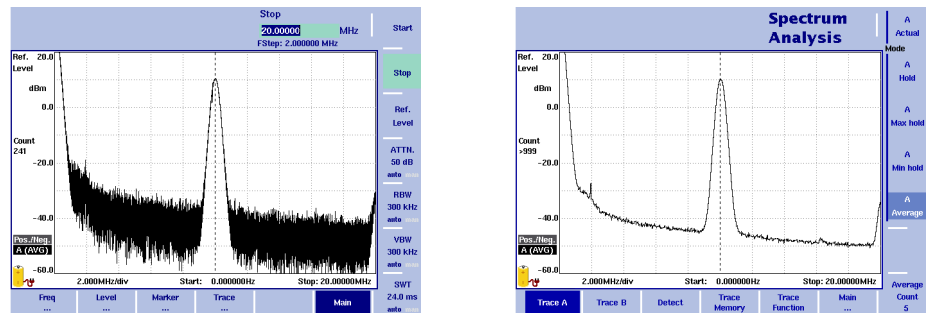 Stop
20.00000 MHz
FStep: 2.000000 MHz
Start
Ref. 20.0
Level
Stop
dBm
0.0
Ref.
Level
Count
241
ATTN.
50 dB
auto
-20.0
RBW
300 kHz
auto
-40.0
Pos./Neg.
A (AVG)
VBW
300 kHz
auto
-60.0
2.000MHz/div Start: 0.000000Hz Stop: 20.00000MHz
SWT
24.0 ms
auto
Freq
...
Level
...
Marker
...
Trace
...
Main
Spectrum
Analysis
A
Actual
Mode
Ref. 20.0
Level
A
Hold
dBm
0.0
A
Max hold
Count
>999
-20.0
A
Min hold
A
Average
-40.0
Pos./Neg.
A (AVG)
-60.0
2.000MHz/div Start: 0.000000Hz Stop: 20.00000MHz
Average
Count
5
Trace A
Trace B
Detect
Trace
Memory
Trace
Function
Main
...